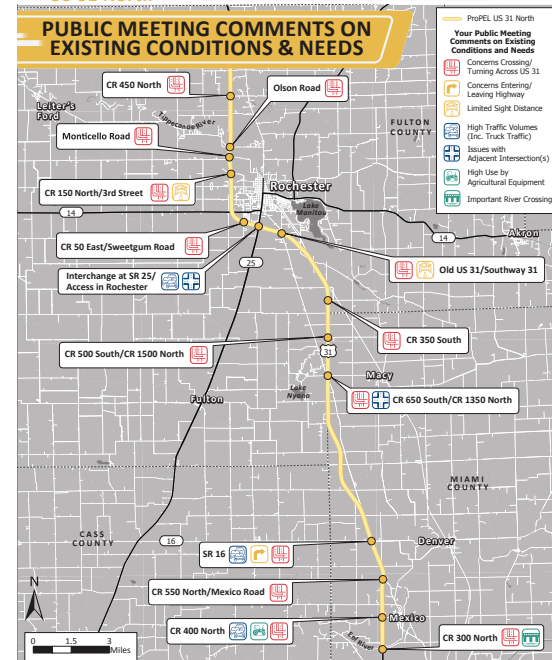 PUBLIC MEETING COMMENTS ON
EXISTING CONDITIONS & NEEDS
ProPEL US 31 North
Your Public Meeting
Comments on Existing
Conditions and Needs
Concerns Crossing/
Turning Across US 31
Concerns Entering/
Leaving Highway
Limited Sight Distance
High Traffic Volumes
(Inc. Truck Traffic)
Issues with
Adjacent Intersection(s)
High Use by
Agricultural Equipment
Important River Crossing
CR 450 North
Olson Road
Leiter's
Ford
Tippecanoe River
FULTON
COUNTY
Monticello Road
CR 150 North/3rd Street
Rochester
Lake
Manitou
14
14
Akron
CR 50 East/Sweetgum Road
25
Old US 31/Southway 31
Interchange at SR 25/
Access in Rochester
CR 350 South
CR 500 South/CR 1500 North
31
Macy
Lake
Nyona
Fulton
CR 650 South/CR 1350 North
MIAMI
COUNTY
CASS
COUNTY
16
SR 16
Denver
CR 550 North/Mexico Road
N
CR 400 North
Mexico
Eel River
CR 300 North
0 1.5 3
Miles